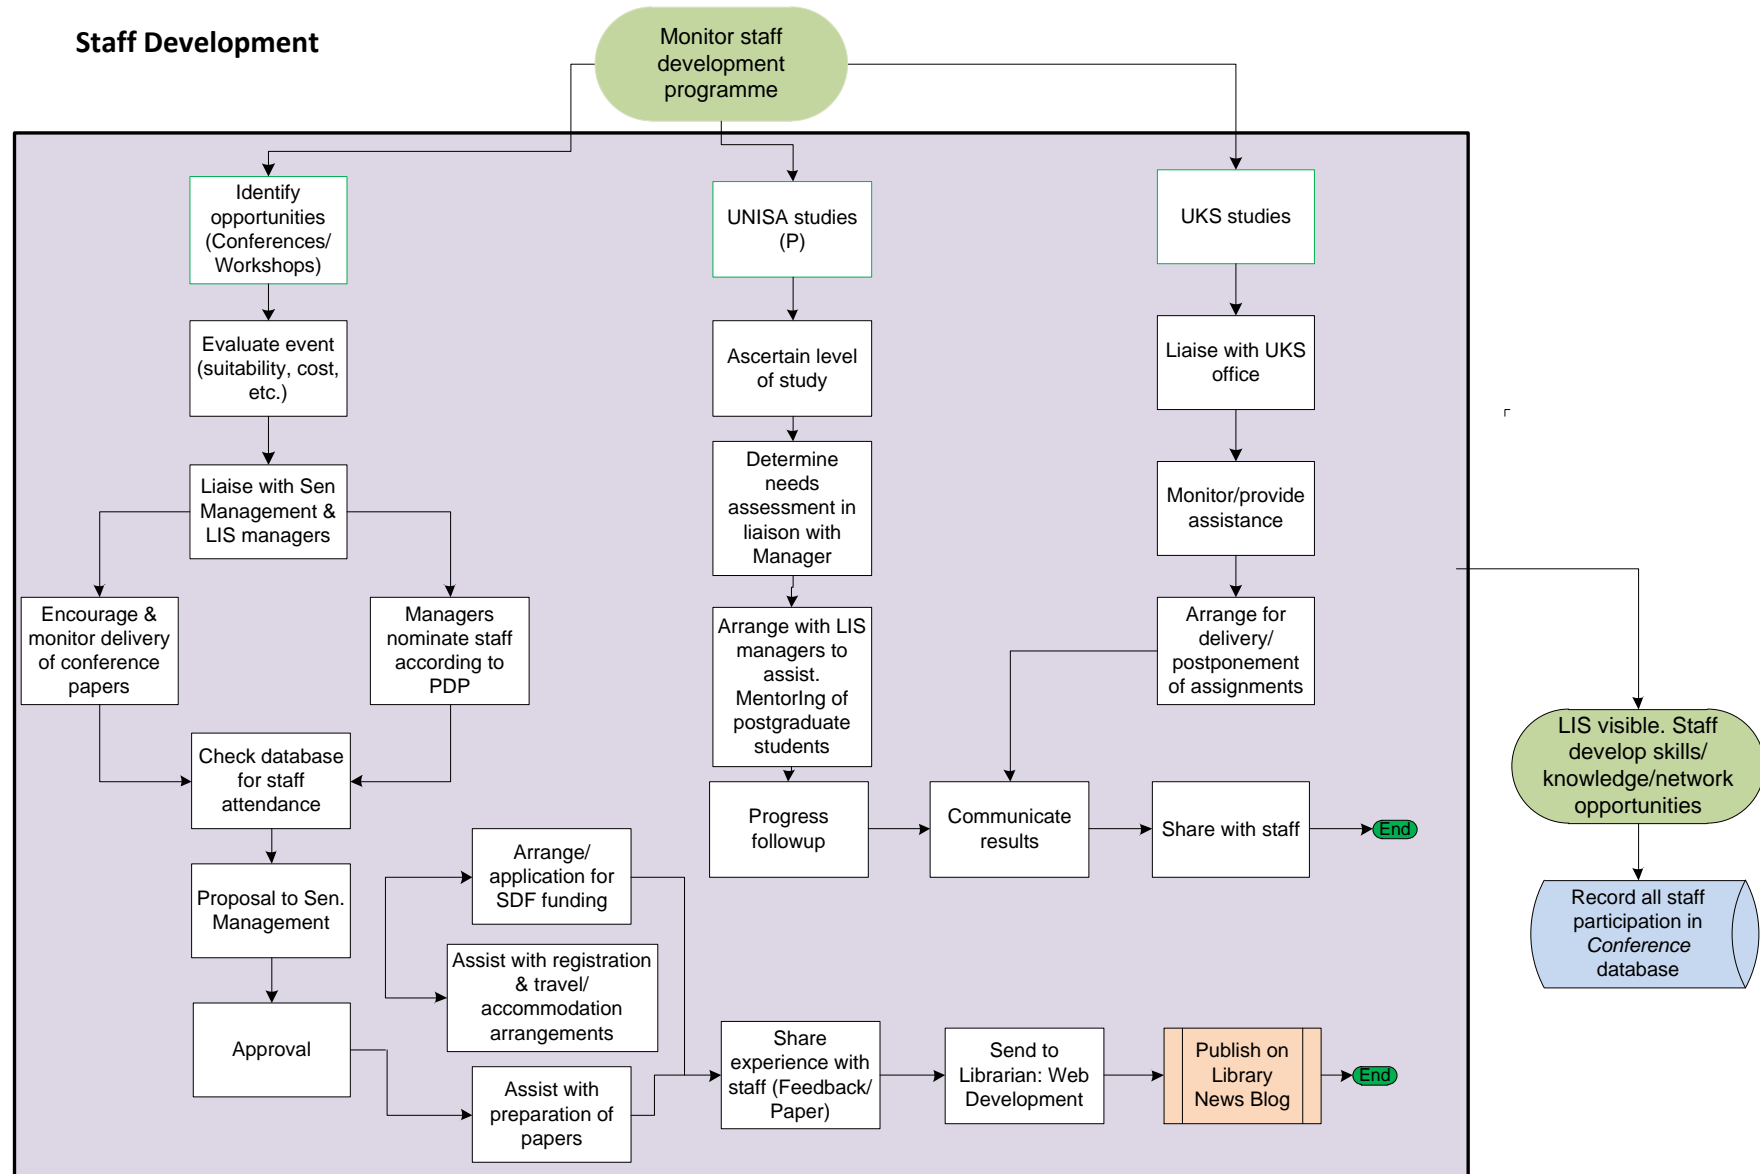 Staff Development
Monitor staff
development
programme
Identify
opportunities
(Conferences/
Workshops)
Evaluate event
(suitability, cost,
etc.)
Liaise with Sen
Management &
LIS managers
Encourage &
monitor delivery
of conference
papers
Managers
nominate staff
according to
PDP
Check database
for staff
attendance
Proposal to Sen.
Management
Approval
Arrange/
application for
SDF funding
Assist with registration
& travel/
accommodation
arrangements
Assist with
preparation of
papers
Share
experience with
staff (Feedback/
Paper)
Send to
Librarian: Web
Development
Publish on
Library
News Blog
End
UNISA studies
(P)
Ascertain level
of study
Determine
needs
assessment in
liaison with
Manager
Arrange with LIS
managers to
assist.
MentorIng of
postgraduate
students
Progress
followup
Communicate
results
Share with staff
End
UKS studies
Liaise with UKS
office
Monitor/provide
assistance
Arrange for
delivery/
postponement
of assignments
LIS visible. Staff
develop skills/
knowledge/network
opportunities
Record all staff
participation in
Conference
database